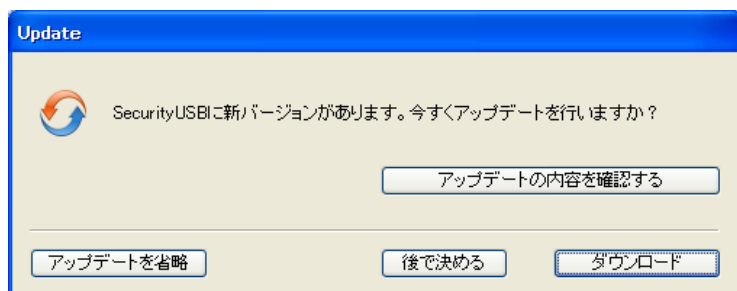 Update
SecurityUSBに新バージョンがあります。今すぐアップデートを行いますか？
アップデートの内容を確認する
アップデートを省略
後で決める
ダウンロード